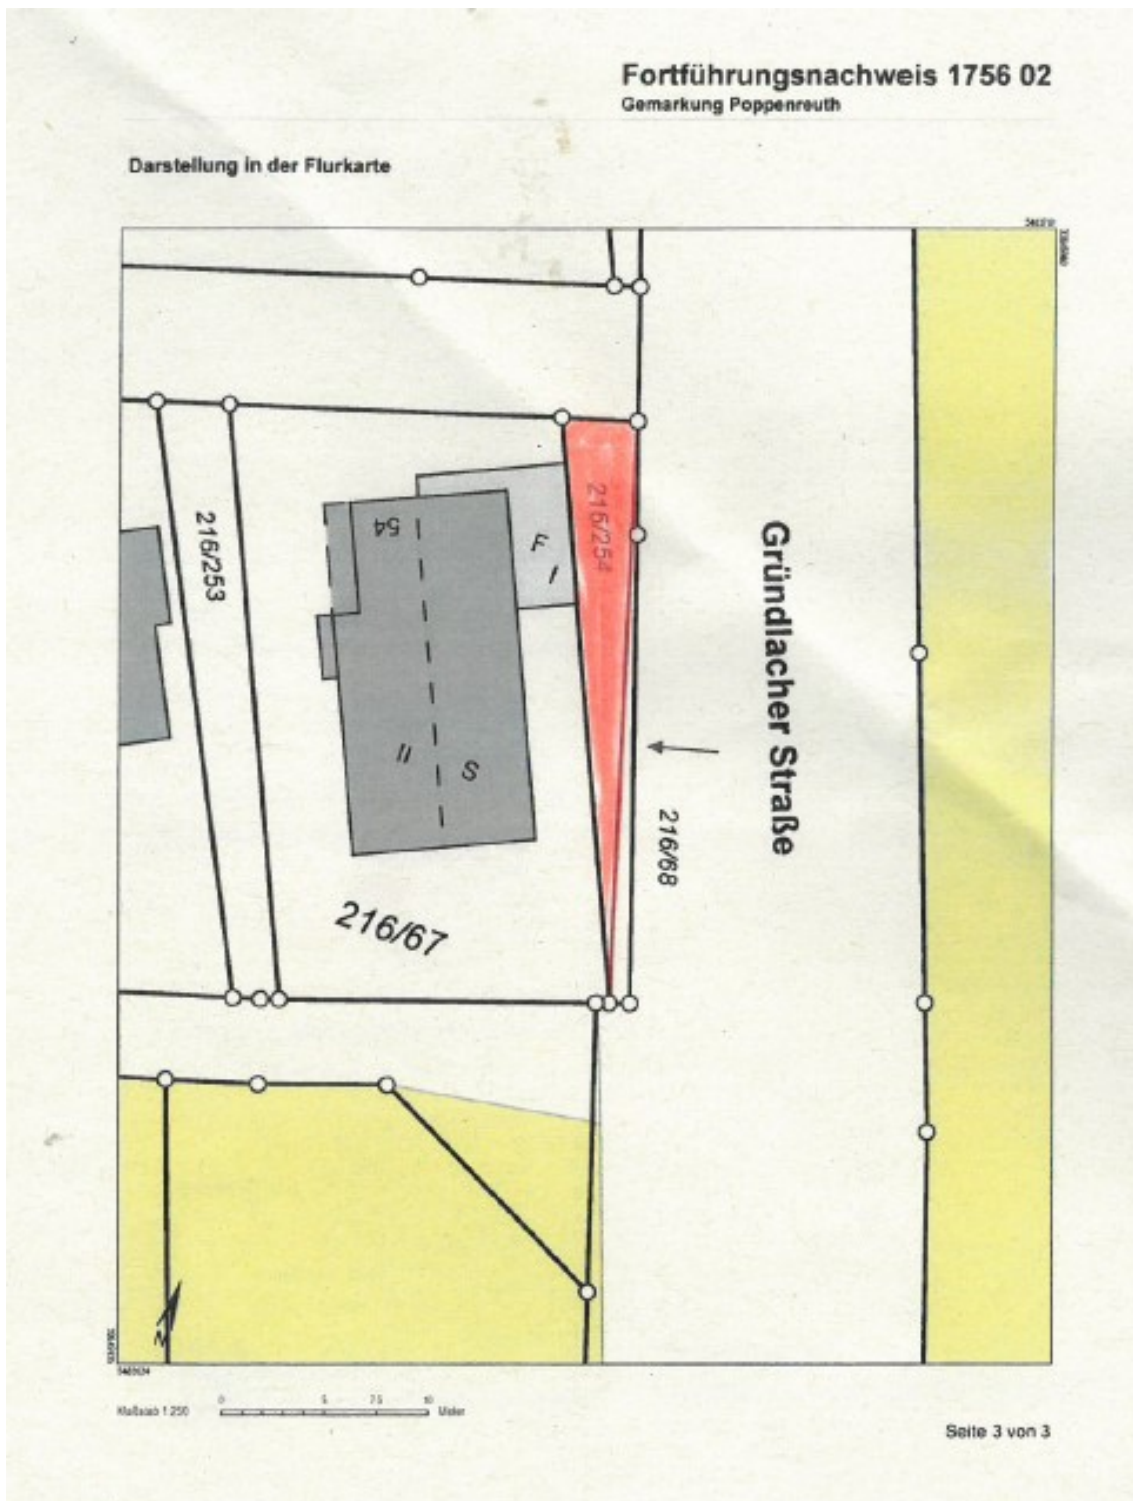 Fortführungsnachweis 1756 02
Gemarkung Poppenreuth
Darstellung in der Flurkarte
216/253
54
F
I
216/254
Gründlacher Straße
II
S
216/68
216/67
N
Maßstab 1:250
0
5
7.5
10
Meter
Seite 3 von 3